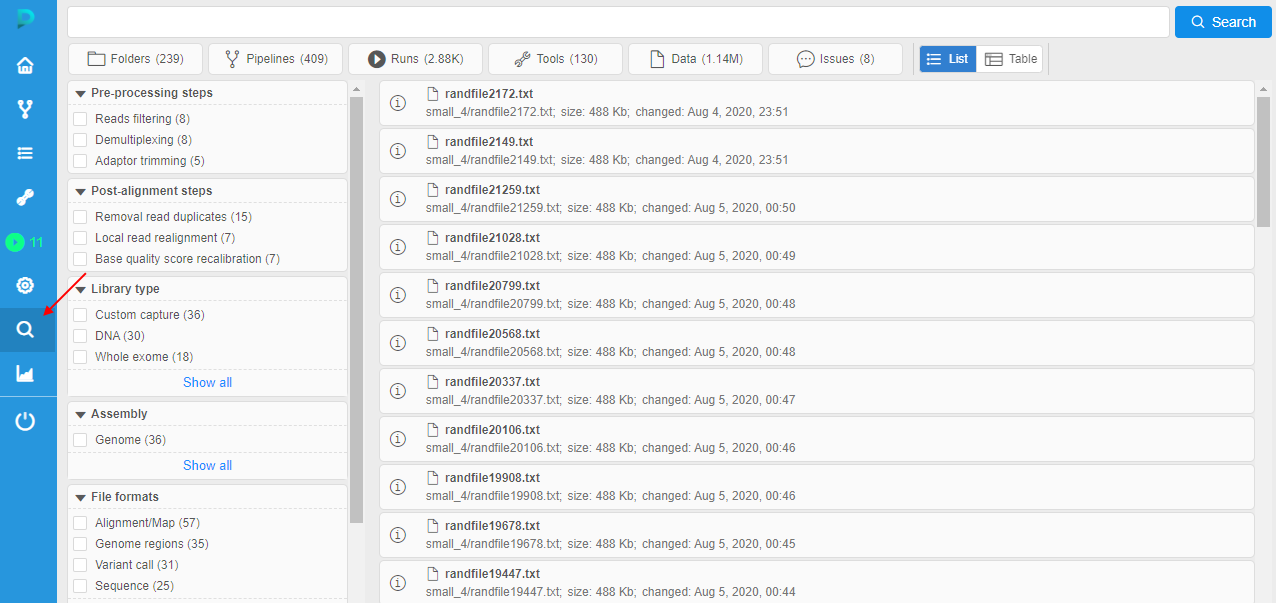 Search
Folders (239)
Pipelines (409)
Runs (2.88K)
Tools (130)
Data (1.14M)
Issues (8)
List
Table
11
Pre-processing steps
Reads filtering (8)
Demultiplexing (8)
Adaptor trimming (5)
Post-alignment steps
Removal read duplicates (15)
Local read realignment (7)
Base quality score recalibration (7)
Library type
Custom capture (36)
DNA (30)
Whole exome (18)
Show all
Assembly
Genome (36)
Show all
File formats
Alignment/Map (57)
Genome regions (35)
Variant call (31)
Sequence (25)
randfile2172.txt
small_4/randfile2172.txt; size: 488 Kb; changed: Aug 4, 2020, 23:51
randfile2149.txt
small_4/randfile2149.txt; size: 488 Kb; changed: Aug 4, 2020, 23:51
randfile21259.txt
small_4/randfile21259.txt; size: 488 Kb; changed: Aug 5, 2020, 00:50
randfile21028.txt
small_4/randfile21028.txt; size: 488 Kb; changed: Aug 5, 2020, 00:49
randfile20799.txt
small_4/randfile20799.txt; size: 488 Kb; changed: Aug 5, 2020, 00:48
randfile20568.txt
small_4/randfile20568.txt; size: 488 Kb; changed: Aug 5, 2020, 00:48
randfile20337.txt
small_4/randfile20337.txt; size: 488 Kb; changed: Aug 5, 2020, 00:47
randfile20106.txt
small_4/randfile20106.txt; size: 488 Kb; changed: Aug 5, 2020, 00:46
randfile19908.txt
small_4/randfile19908.txt; size: 488 Kb; changed: Aug 5, 2020, 00:46
randfile19678.txt
small_4/randfile19678.txt; size: 488 Kb; changed: Aug 5, 2020, 00:45
randfile19447.txt
small_4/randfile19447.txt; size: 488 Kb; changed: Aug 5, 2020, 00:44